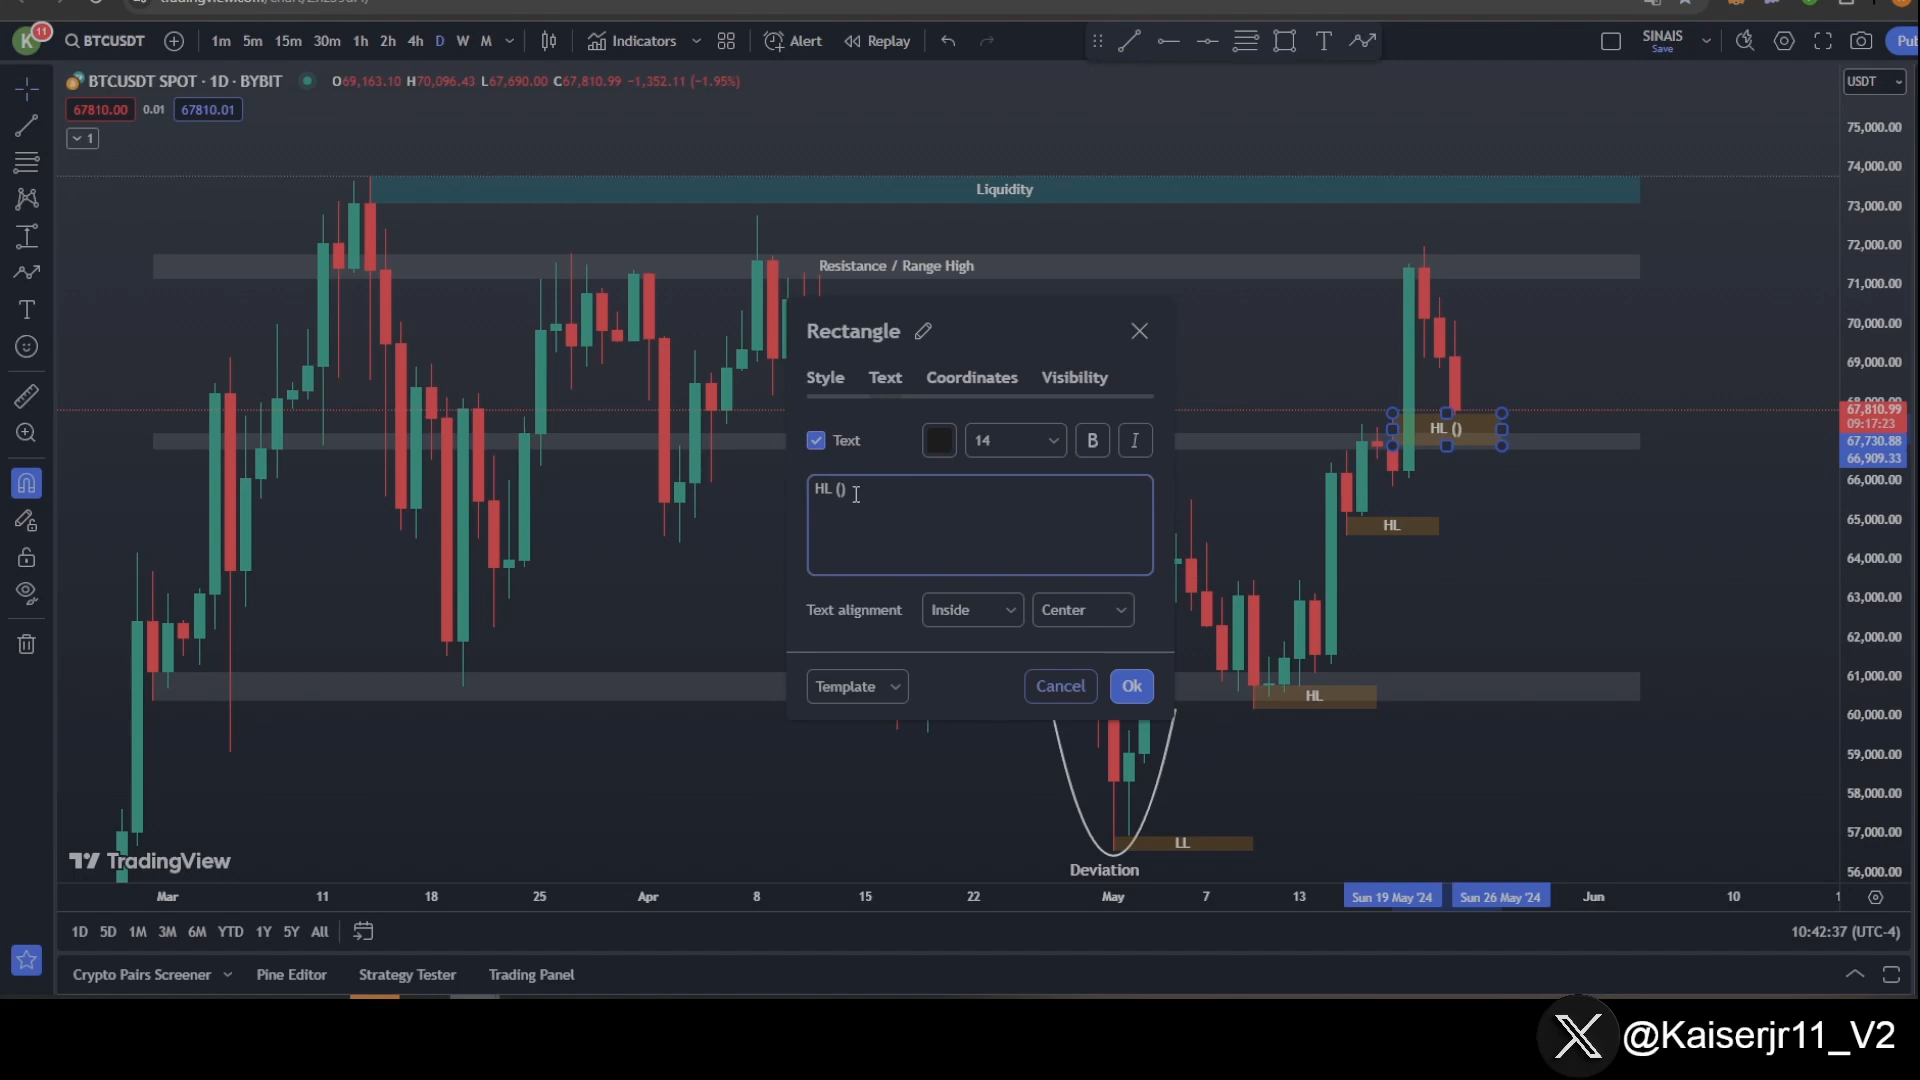 K 11 BTCUSDT 1m 5m 15m 30m 1h 2h 4h D W M Indicators Alert Replay T SINAIS Save Pu
BTCUSDT SPOT · 1D · BYBIT O69,163.10 H70,096.43 L67,690.00 C67,810.99 −1,352.11 (−1.95%) USDT
67810.00 0.01 67810.01
1
75,000.00
74,000.00
Liquidity
73,000.00
72,000.00
Resistance / Range High
71,000.00
70,000.00
Rectangle
69,000.00
Style Text Coordinates Visibility
68,000.00
67,810.99
09:17:23
67,730.88
66,909.33
HL ()
Text 14 B I
66,000.00
HL ()
65,000.00
HL
64,000.00
63,000.00
Text alignment Inside Center
62,000.00
61,000.00
Template Cancel Ok
HL
60,000.00
59,000.00
58,000.00
57,000.00
LL
TradingView
Deviation
56,000.00
Mar 11 18 25 Apr 8 15 22 May 7 13 Sun 19 May '24 Sun 26 May '24 Jun 10 1
1D 5D 1M 3M 6M YTD 1Y 5Y All 10:42:37 (UTC-4)
Crypto Pairs Screener Pine Editor Strategy Tester Trading Panel
@Kaiserjr11_V2